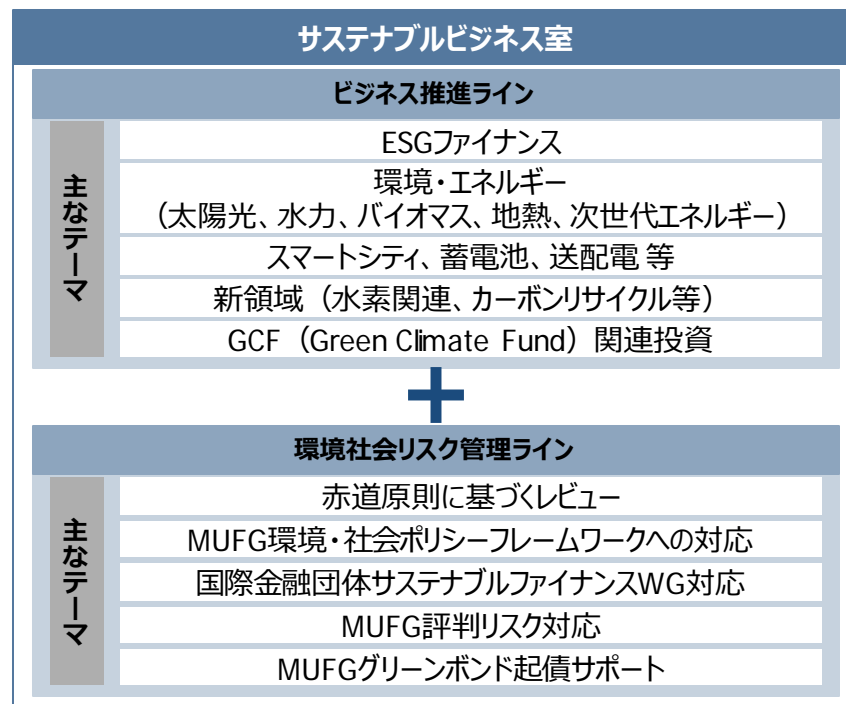 サステナブルビジネス室
ビジネス推進ライン
主なテーマ
ESGファイナンス
環境・エネルギー
（太陽光、水力、バイオマス、地熱、次世代エネルギー）
スマートシティ、蓄電池、送配電 等
新領域（水素関連、カーボンリサイクル等）
GCF（Green Climate Fund）関連投資
環境社会リスク管理ライン
主なテーマ
赤道原則に基づくレビュー
MUFG環境・社会ポリシーフレームワークへの対応
国際金融団体サステナブルファイナンスWG対応
MUFG評判リスク対応
MUFGグリーンボンド起債サポート